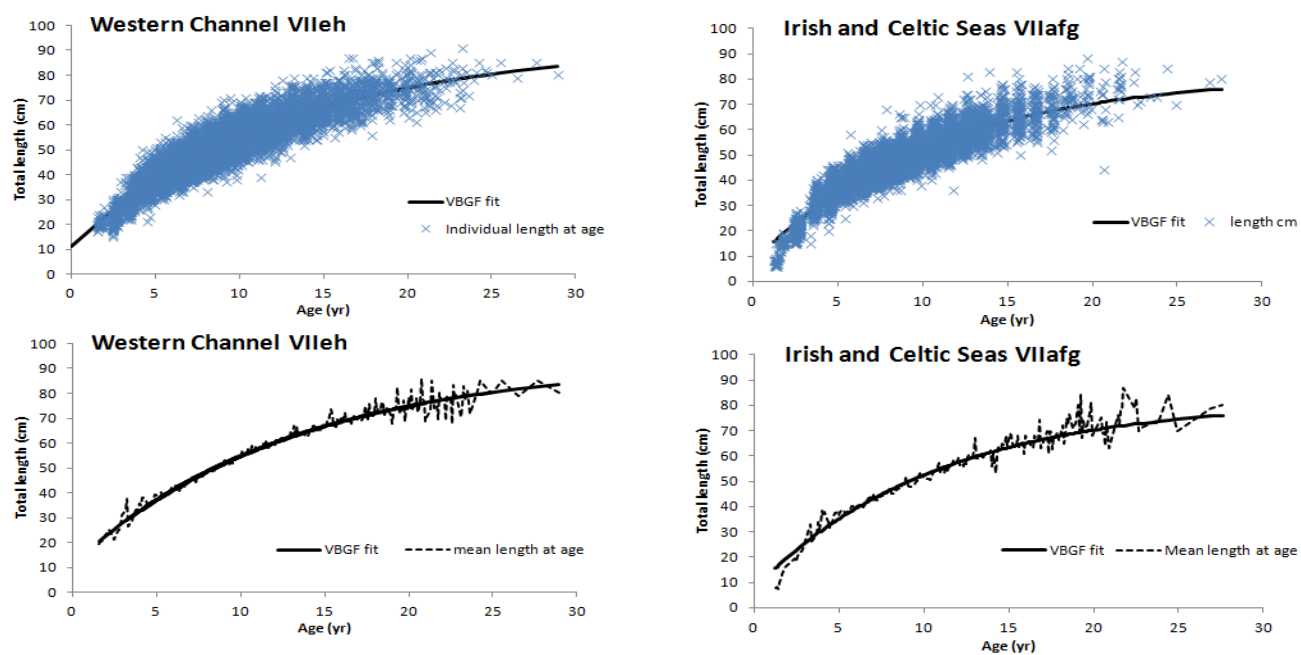 Western Channel VIIeh
100
90
80
70
60
50
40
30
20
10
0
Total length (cm)
VBGF fit
Individual length at age
0 5 10 15 20 25 30
Age (yr)
Irish and Celtic Seas VIIafg
100
90
80
70
60
50
40
30
20
10
0
Total length (cm)
VBGF fit
length cm
0 5 10 15 20 25 30
Age (yr)
Western Channel VIIeh
100
90
80
70
60
50
40
30
20
10
0
Total length (cm)
VBGF fit
mean length at age
0 5 10 15 20 25 30
Age (yr)
Irish and Celtic Seas VIIafg
100
90
80
70
60
50
40
30
20
10
0
Total length (cm)
VBGF fit
Mean length at age
0 5 10 15 20 25 30
Age (yr)